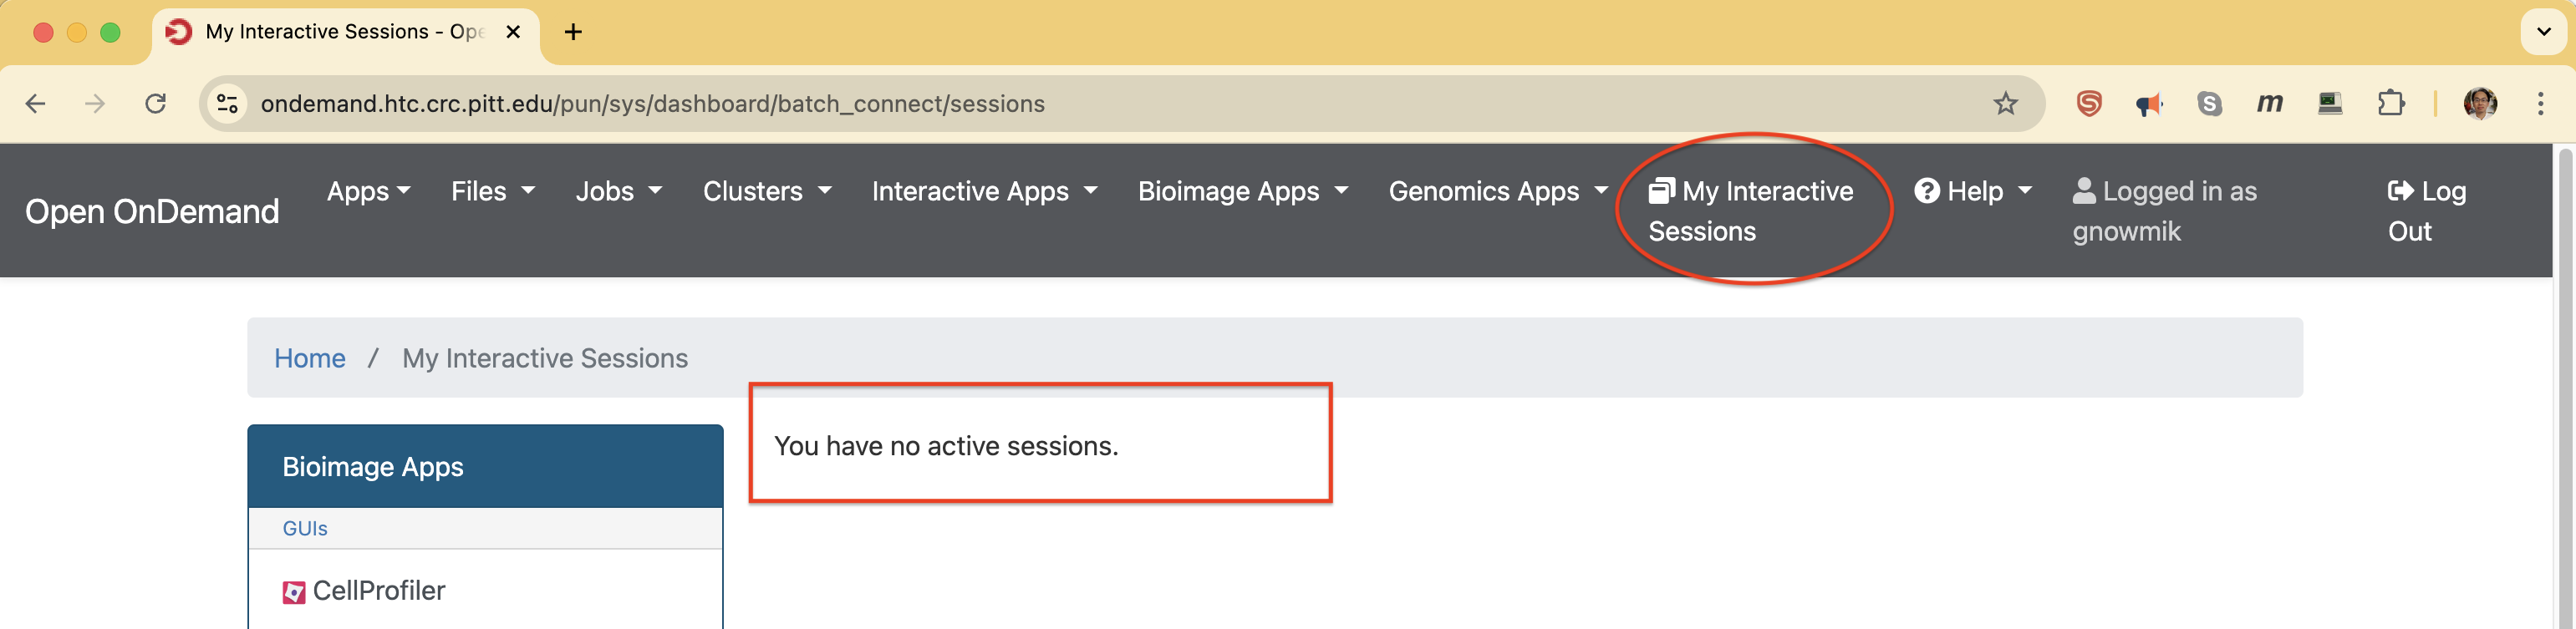 My Interactive Sessions - Ope
ondemand.htc.crc.pitt.edu/pun/sys/dashboard/batch_connect/sessions
Open OnDemand
Apps
Files
Jobs
Clusters
Interactive Apps
Bioimage Apps
Genomics Apps
My Interactive
Sessions
Help
Logged in as
gnowmik
Log
Out
Home / My Interactive Sessions
You have no active sessions.
Bioimage Apps
GUIs
CellProfiler